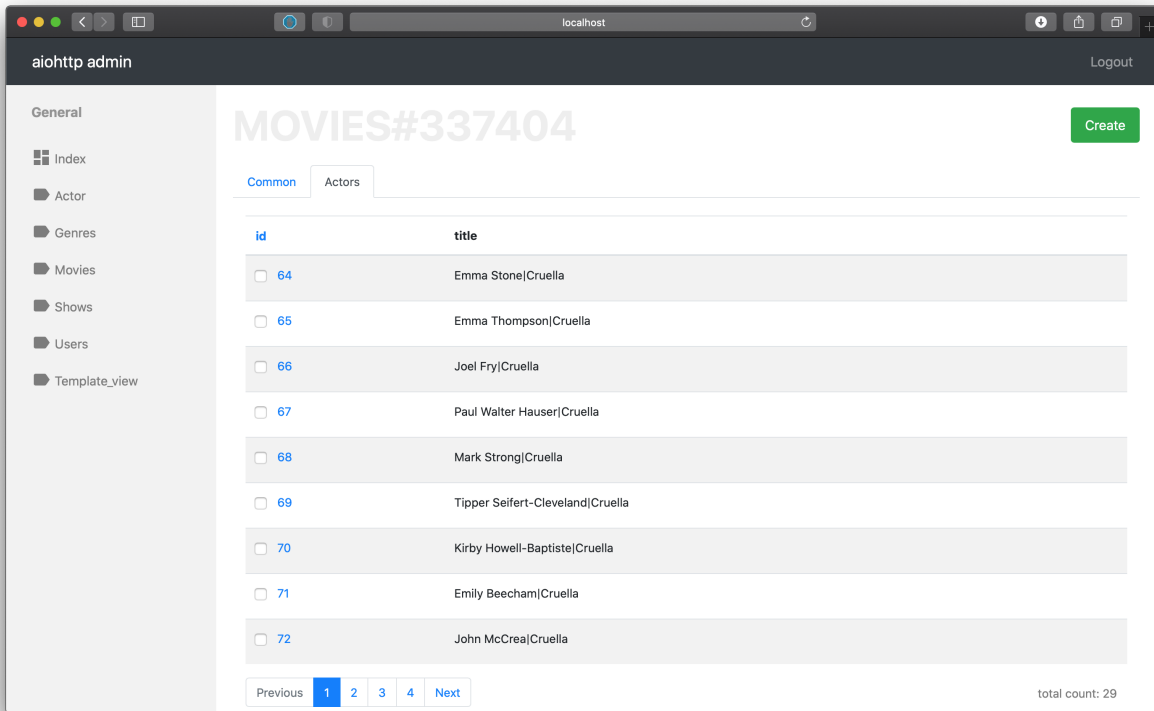 localhost
aiohttp admin
Logout
General
Index
Actor
Genres
Movies
Shows
Users
Template_view
MOVIES#337404
Create
Common Actors
id title
64 Emma Stone|Cruella
65 Emma Thompson|Cruella
66 Joel Fry|Cruella
67 Paul Walter Hauser|Cruella
68 Mark Strong|Cruella
69 Tipper Seifert-Cleveland|Cruella
70 Kirby Howell-Baptiste|Cruella
71 Emily Beecham|Cruella
72 John McCrea|Cruella
Previous 1 2 3 4 Next
total count: 29